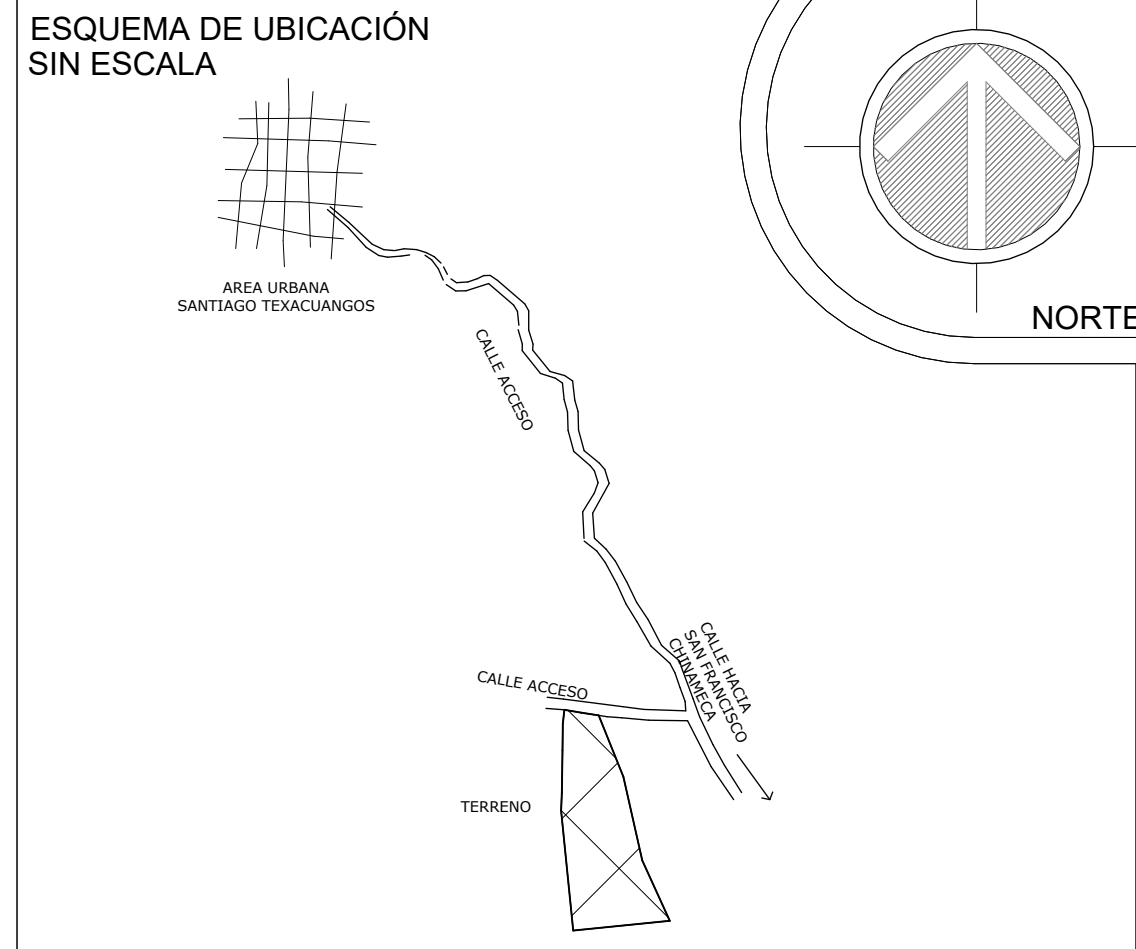 ESQUEMA DE UBICACIÓN
SIN ESCALA
NORTE
AREA URBANA
SANTIAGO TEXACUANGOS
CALLE ACCESO
CALLE HACIA
SAN FRANCISCO
CHINAMECA
CALLE ACCESO
TERRENO